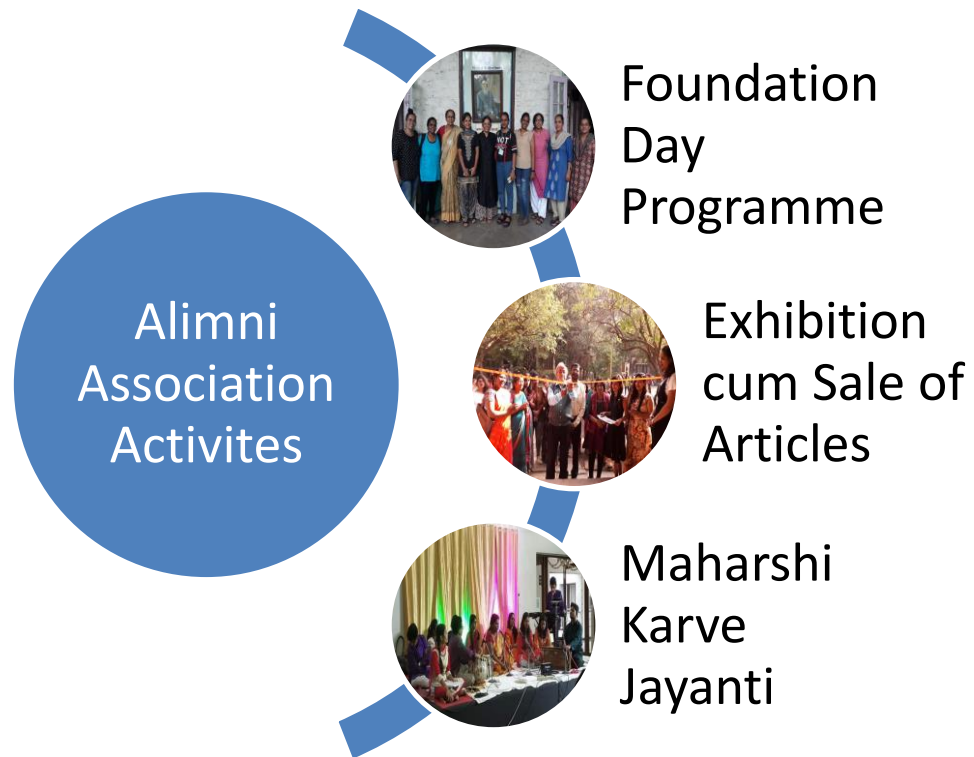 Alimni
Association
Activites
Foundation
Day
Programme
Exhibition
cum Sale of
Articles
Maharshi
Karve
Jayanti